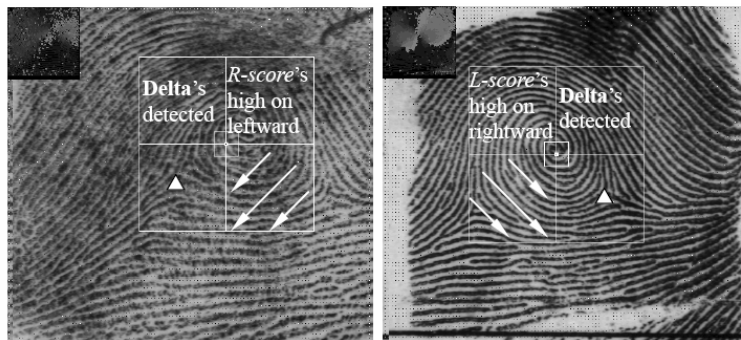 Delta's
detected
R-score's
high on
leftward
L-score's
high on
rightward
Delta's
detected